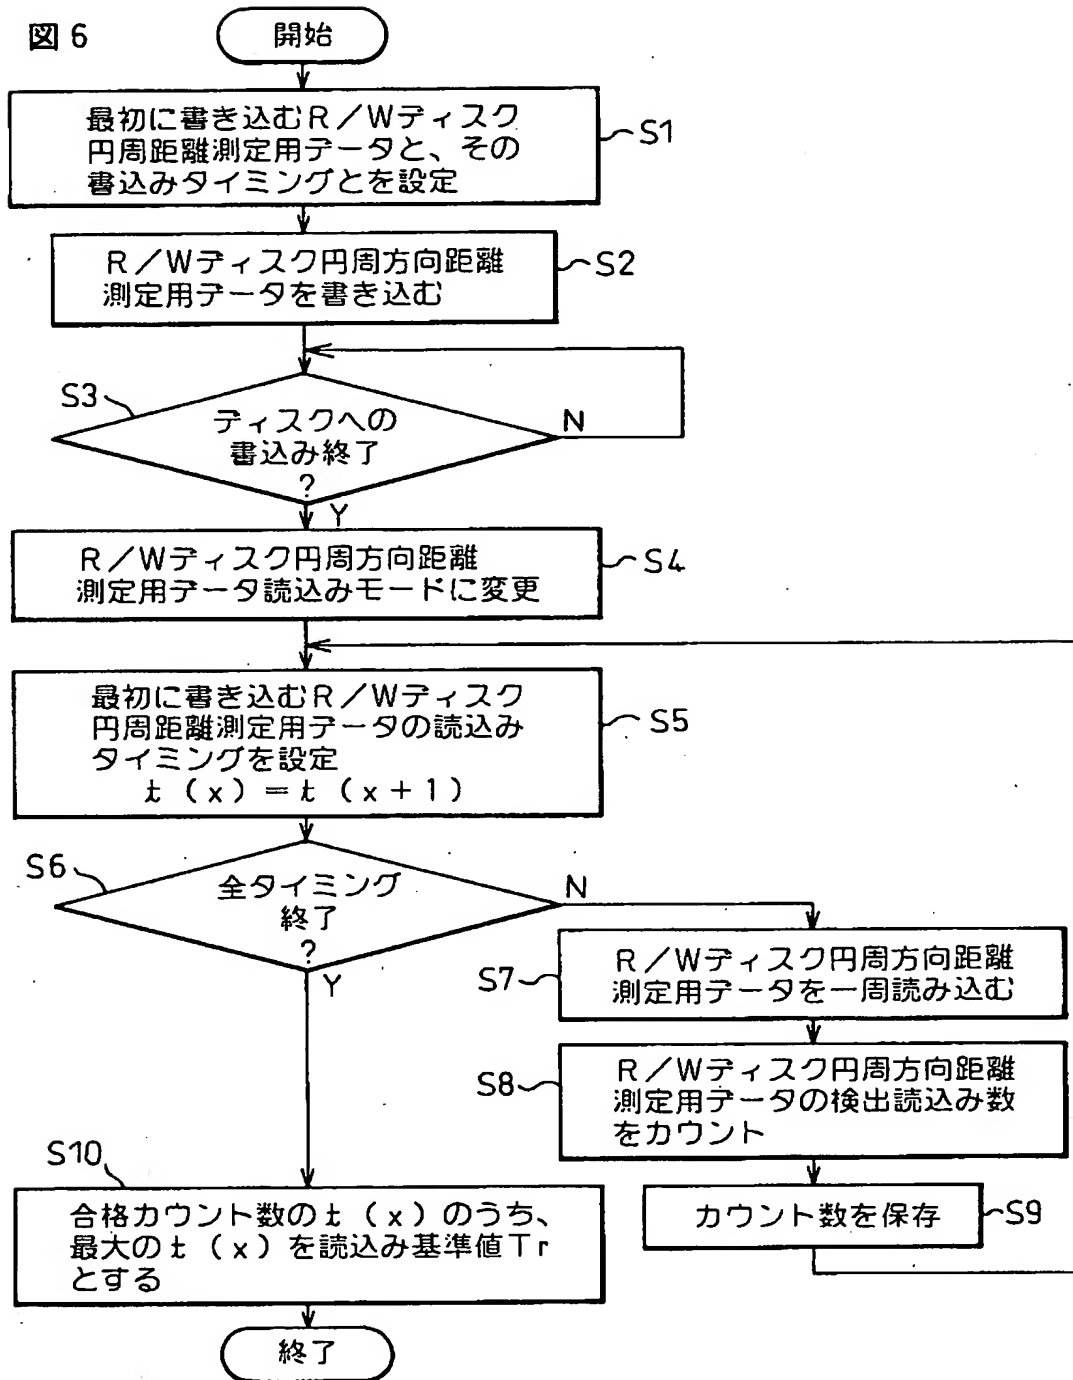 図6
開始
最初に書き込むR/Wディスク
円周距離測定用データと、その
書込みタイミングとを設定
S1
R/Wディスク円周方向距離
測定用データを書き込む
S2
S3
ディスクへの
書込み終了
?
N
Y
R/Wディスク円周方向距離
測定用データ読込みモードに変更
S4
最初に書き込むR/Wディスク
円周距離測定用データの読込み
タイミングを設定
t(x)=t(x+1)
S5
S6
全タイミング
終了
?
N
Y
S7
R/Wディスク円周方向距離
測定用データを一周読み込む
S8
R/Wディスク円周方向距離
測定用データの検出読込み数
をカウント
カウント数を保存
S9
S10
合格カウント数のt(x)のうち、
最大のt(x)を読込み基準値Tr
とする
終了